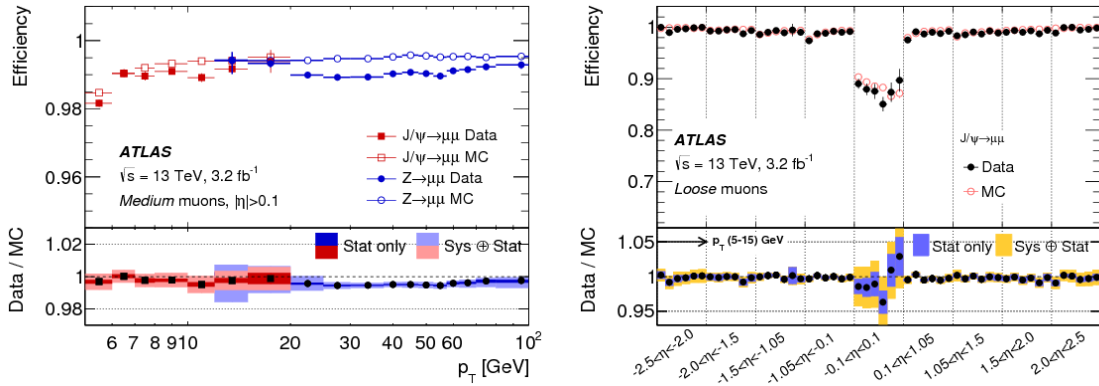 Efficiency
1
0.98
0.96
J/ψ→μμ Data
J/ψ→μμ MC
Z→μμ Data
Z→μμ MC
ATLAS
√s = 13 TeV, 3.2 fb⁻¹
Medium muons, |η|>0.1
Data / MC
1.02
1
0.98
Stat only
Sys ⊕ Stat
6 7 8 9 10 20 30 40 50 60 10²
p_T [GeV]
Efficiency
1
0.9
0.8
0.7
ATLAS
√s = 13 TeV, 3.2 fb⁻¹
Loose muons
J/ψ→μμ
Data
MC
Data / MC
1.05
1
0.95
p_T (5-15) GeV
Stat only
Sys ⊕ Stat
-2.5<η<-2.0
-2.0<η<-1.5
-1.5<η<-1.05
-1.05<η<-0.1
-0.1<η<0.1
0.1<η<1.05
1.05<η<1.5
1.5<η<2.0
2.0<η<2.5